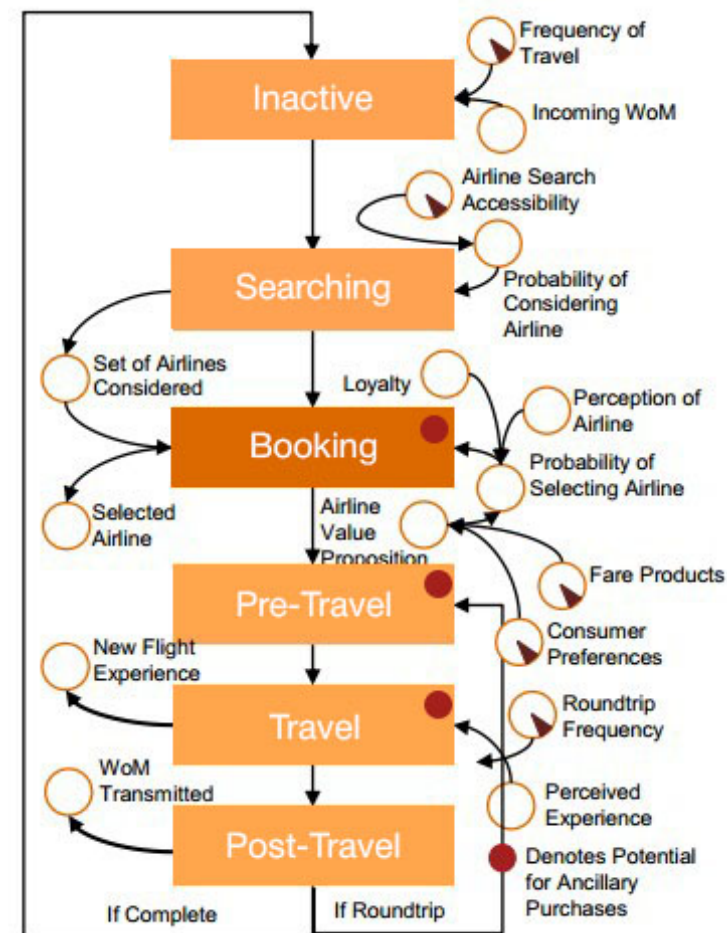 Frequency of
Travel
Inactive
Incoming WoM
Airline Search
Accessibility
Searching
Probability of
Considering
Airline
Set of Airlines
Considered
Loyalty
Perception of
Airline
Booking
Probability of
Selecting Airline
Selected
Airline
Airline
Value
Proposition
Fare Products
Pre-Travel
Consumer
Preferences
New Flight
Experience
Roundtrip
Frequency
Travel
WoM
Transmitted
Perceived
Experience
Post-Travel
Denotes Potential
for Ancillary
Purchases
If Complete
If Roundtrip